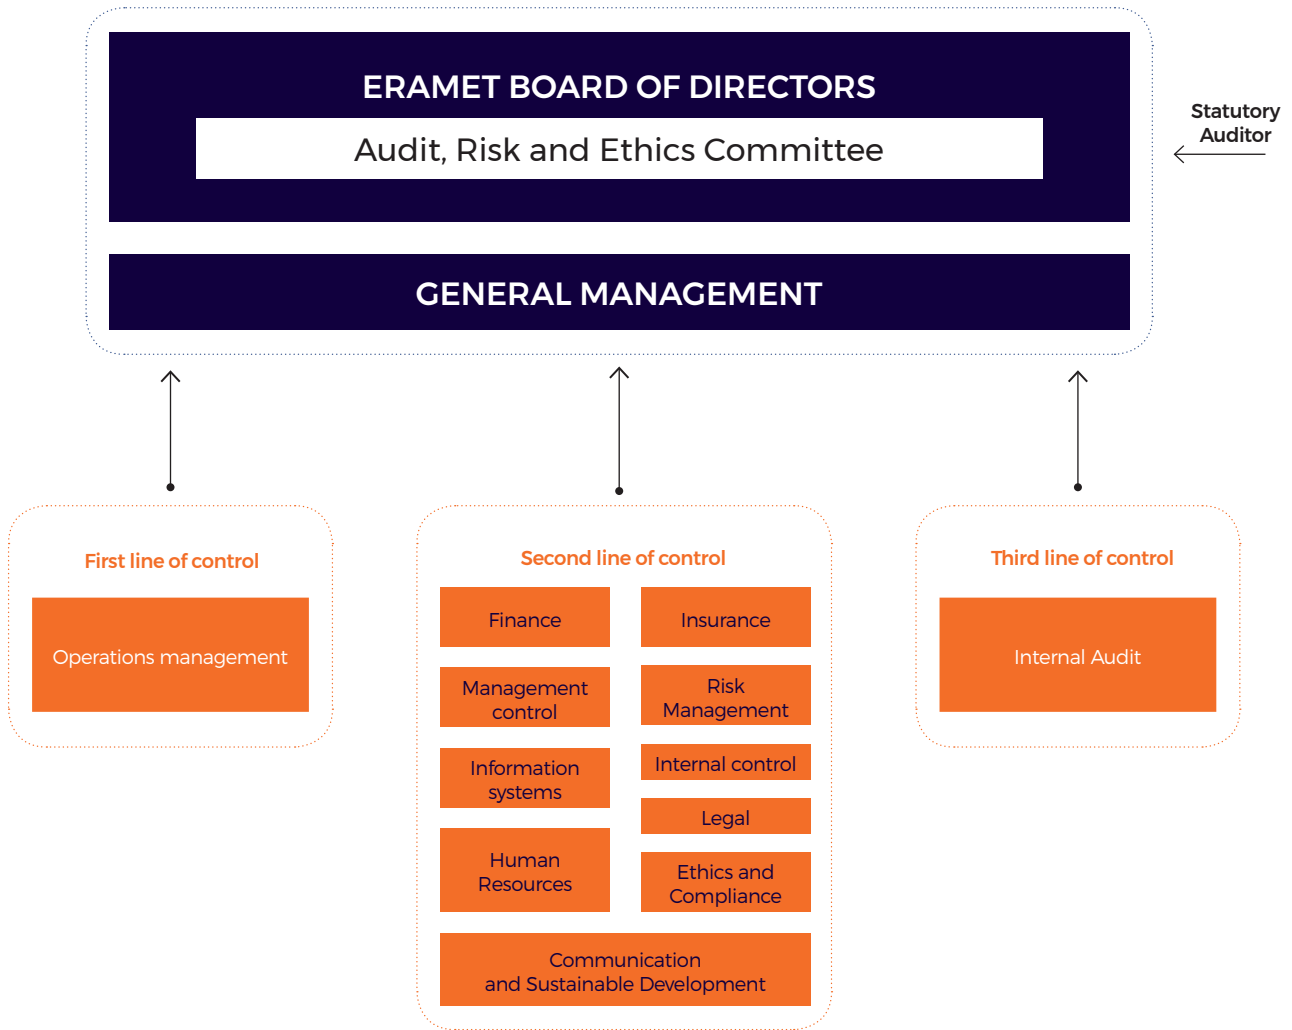 ERAMET BOARD OF DIRECTORS
Audit, Risk and Ethics Committee
Statutory
Auditor
GENERAL MANAGEMENT
First line of control
Operations management
Second line of control
Finance
Insurance
Management
control
Risk
Management
Information
systems
Internal control
Legal
Human
Resources
Ethics and
Compliance
Communication
and Sustainable Development
Third line of control
Internal Audit